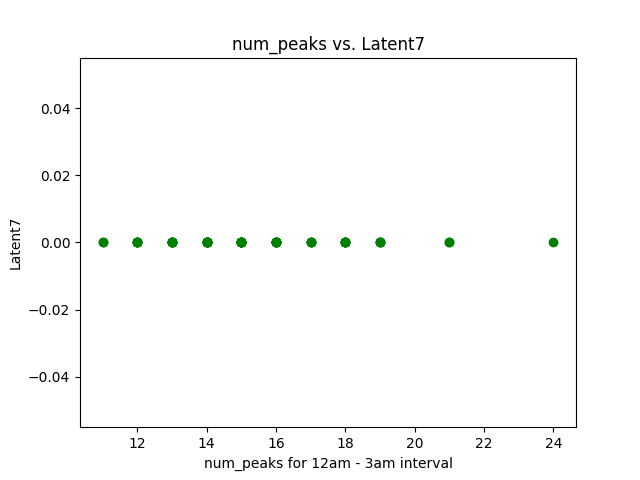 num_peaks vs. Latent7
0.04
0.02
0.00
−0.02
−0.04
Latent7
12 14 16 18 20 22 24
num_peaks for 12am - 3am interval